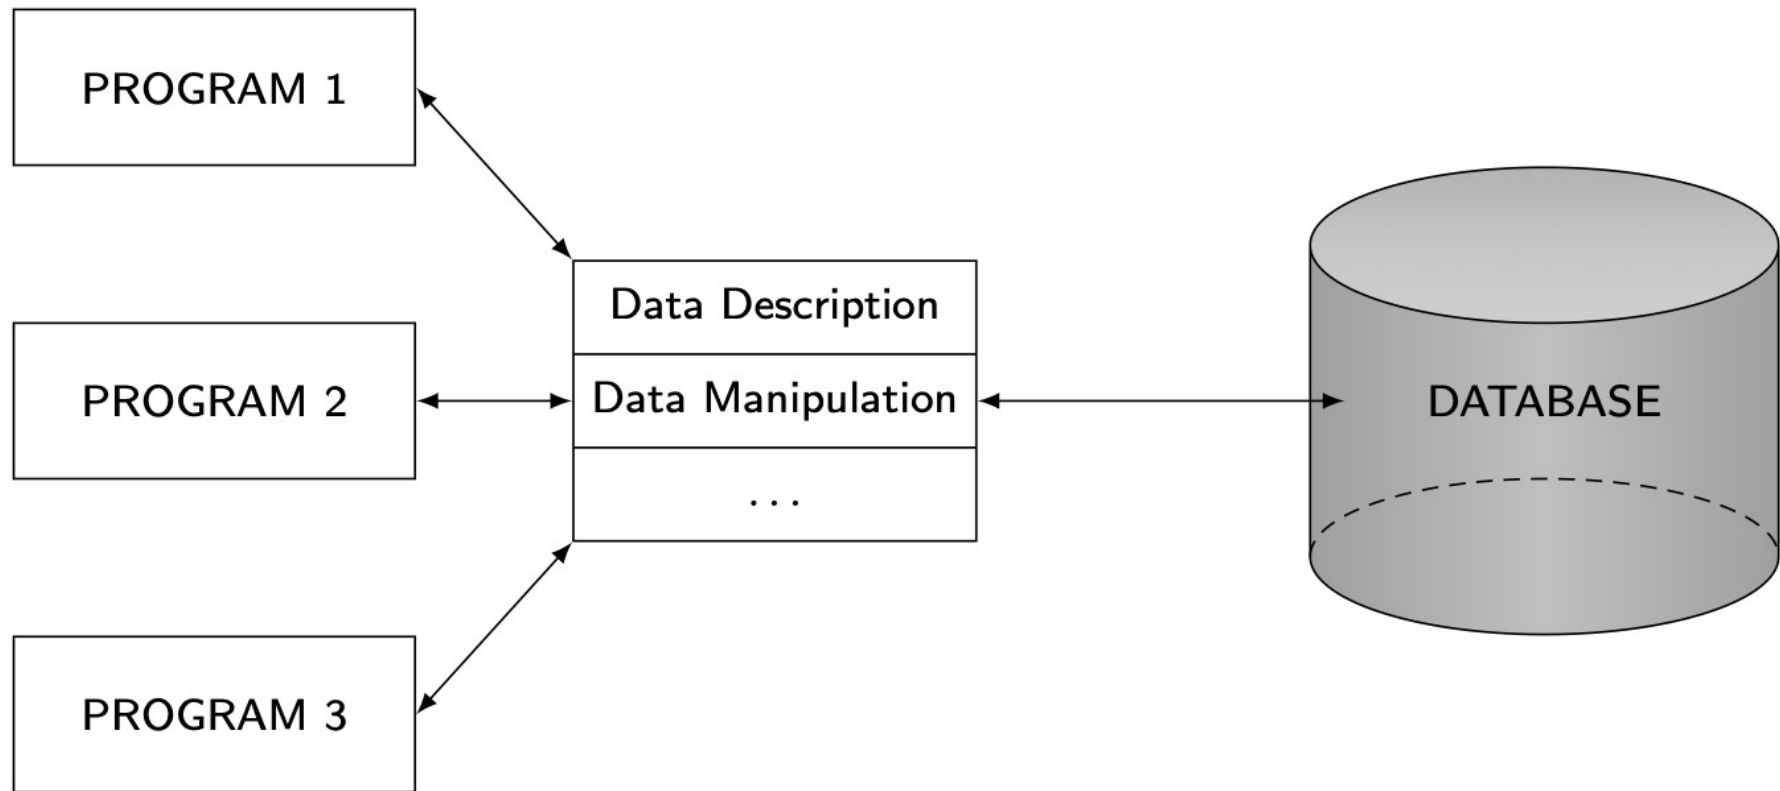 PROGRAM 1
Data Description
PROGRAM 2
Data Manipulation
DATABASE
. . .
PROGRAM 3